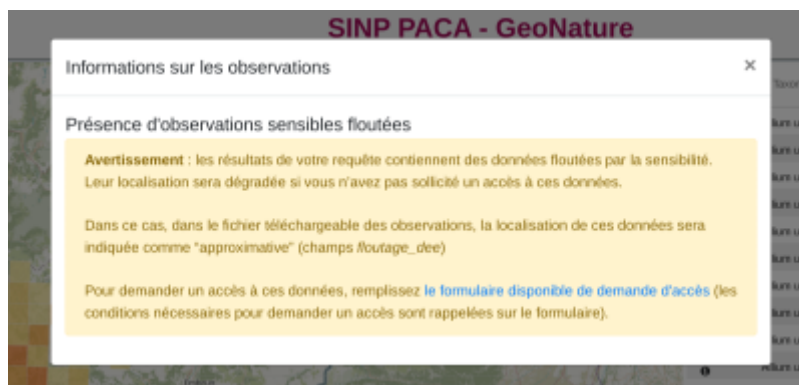 SINP PACA - GeoNature
Informations sur les observations
×
Présence d'observations sensibles floutées
Avertissement : les résultats de votre requête contiennent des données floutées par la sensibilité.
Leur localisation sera dégradée si vous n'avez pas sollicité un accès à ces données.
Dans ce cas, dans le fichier téléchargeable des observations, la localisation de ces données sera
indiquée comme "approximative" (champs floutage_dee)
Pour demander un accès à ces données, remplissez le formulaire disponible de demande d'accès (les
conditions nécessaires pour demander un accès sont rappelées sur le formulaire).